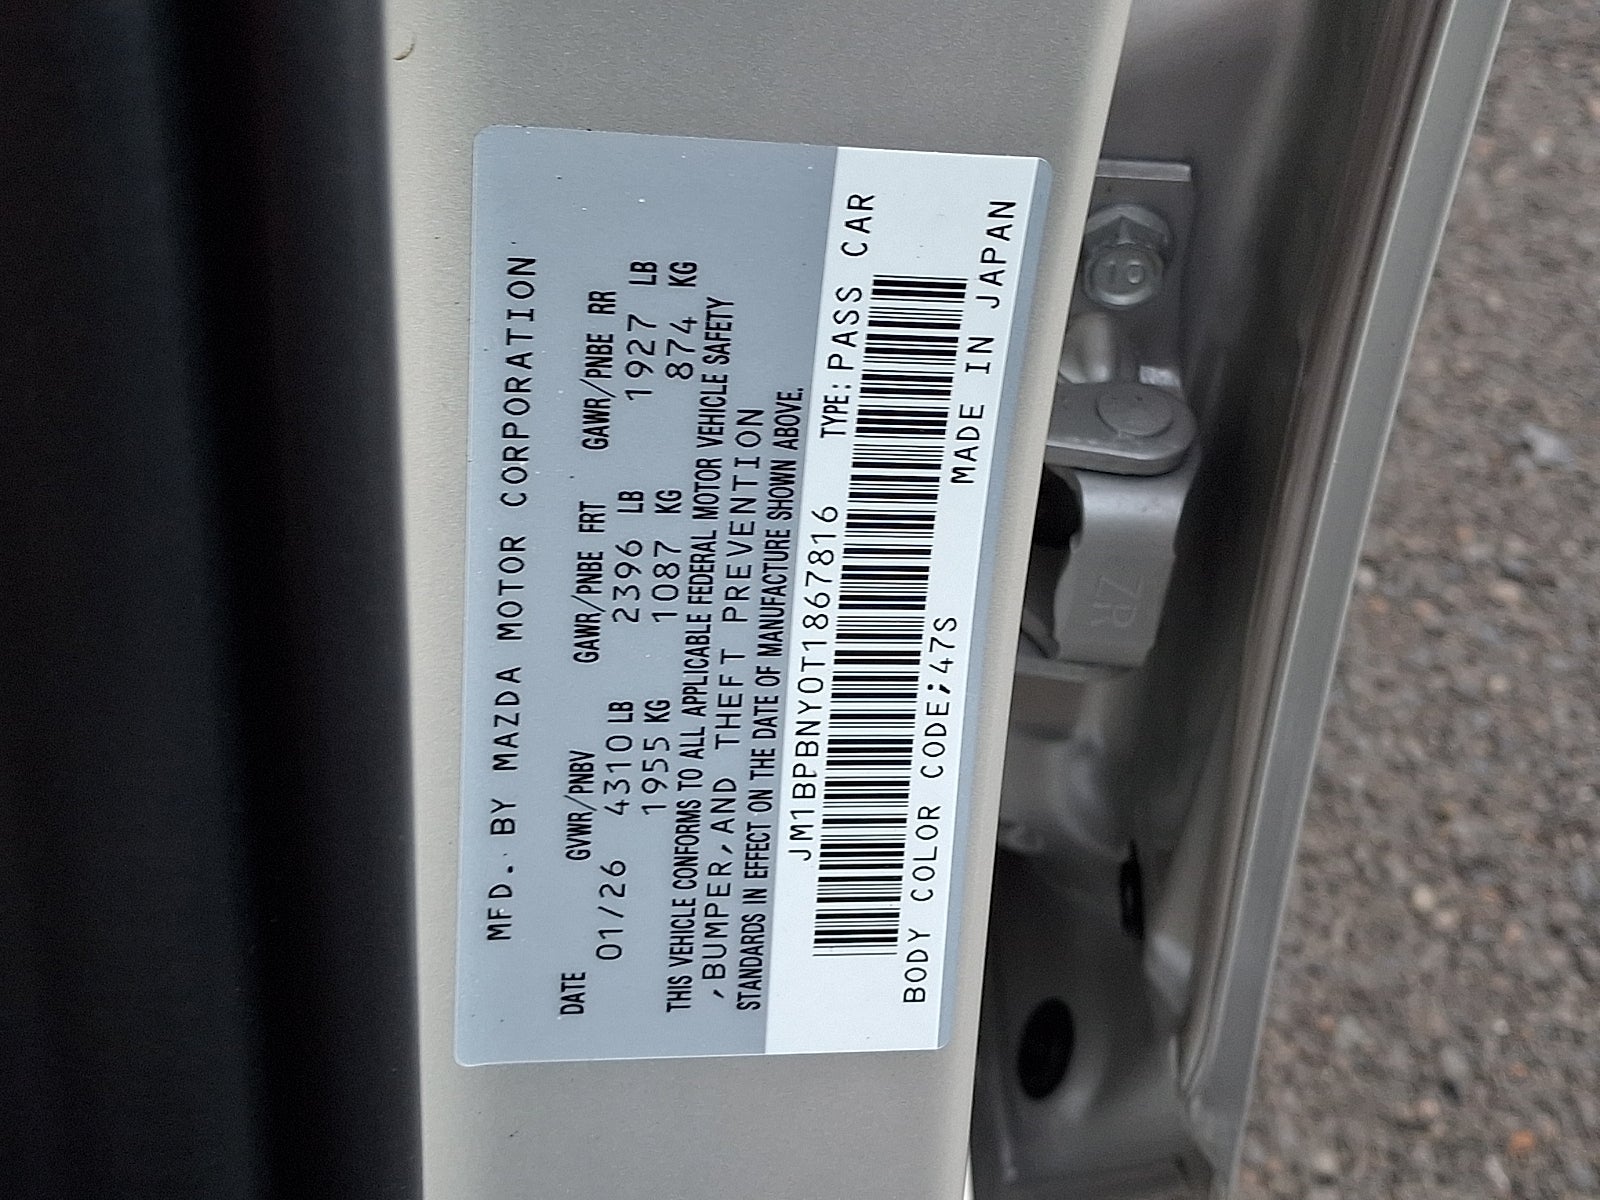 MFD. BY MAZDA MOTOR CORPORATION
DATE GVWR/PNBV GAWR/PNBE FRT GAWR/PNBE RR
01/26 4310 LB 2396 LB 1927 LB
1955 KG 1087 KG 874 KG
THIS VEHICLE CONFORMS TO ALL APPLICABLE FEDERAL MOTOR VEHICLE SAFETY
,BUMPER,AND THEFT PREVENTION
STANDARDS IN EFFECT ON THE DATE OF MANUFACTURE SHOWN ABOVE.
JM1BPBNY0T1867816 TYPE:PASS CAR
BODY COLOR CODE;47S MADE IN JAPAN
ZR